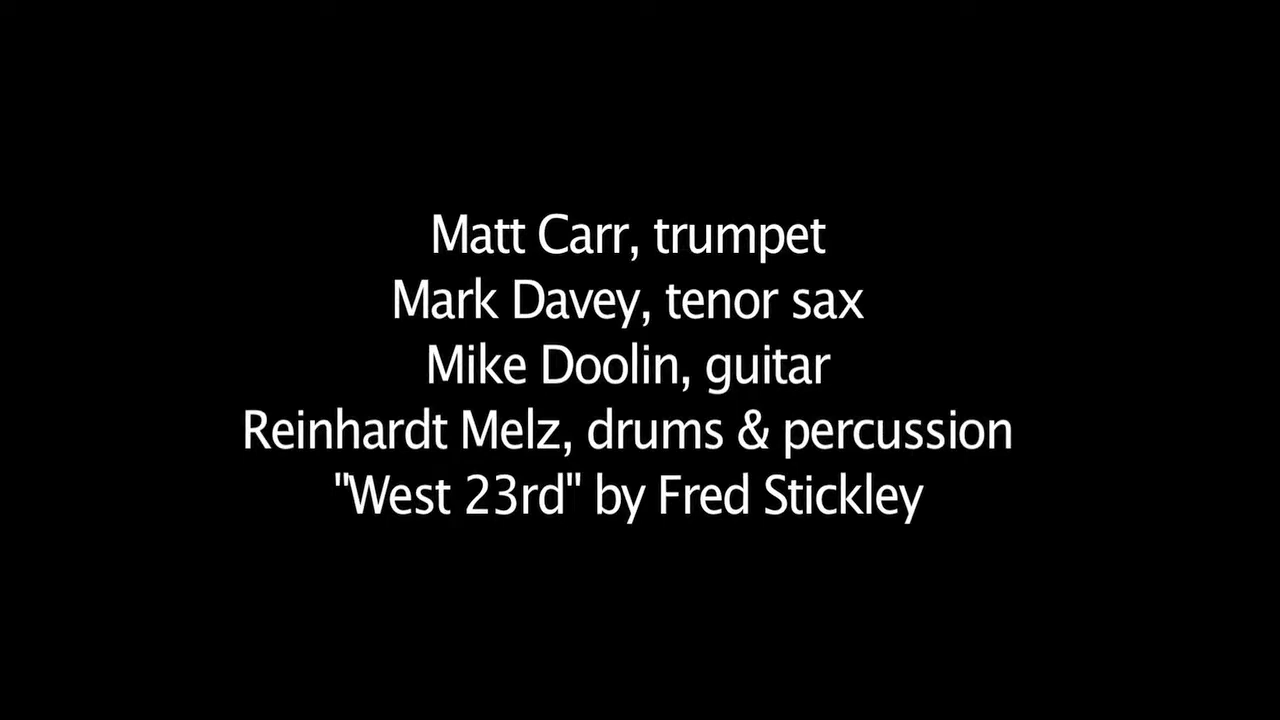 Matt Carr, trumpet
Mark Davey, tenor sax
Mike Doolin, guitar
Reinhardt Melz, drums & percussion
"West 23rd" by Fred Stickley